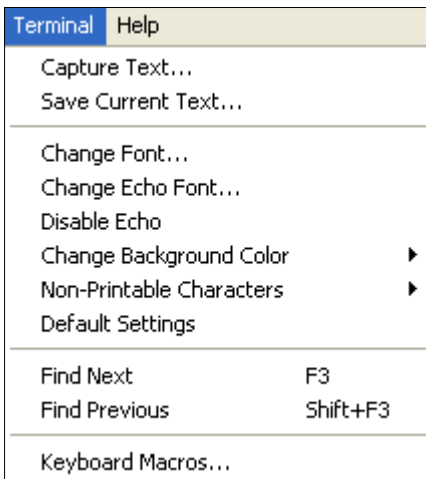 Terminal Help
Capture Text...
Save Current Text...
Change Font...
Change Echo Font...
Disable Echo
Change Background Color
Non-Printable Characters
Default Settings
Find Next F3
Find Previous Shift+F3
Keyboard Macros...